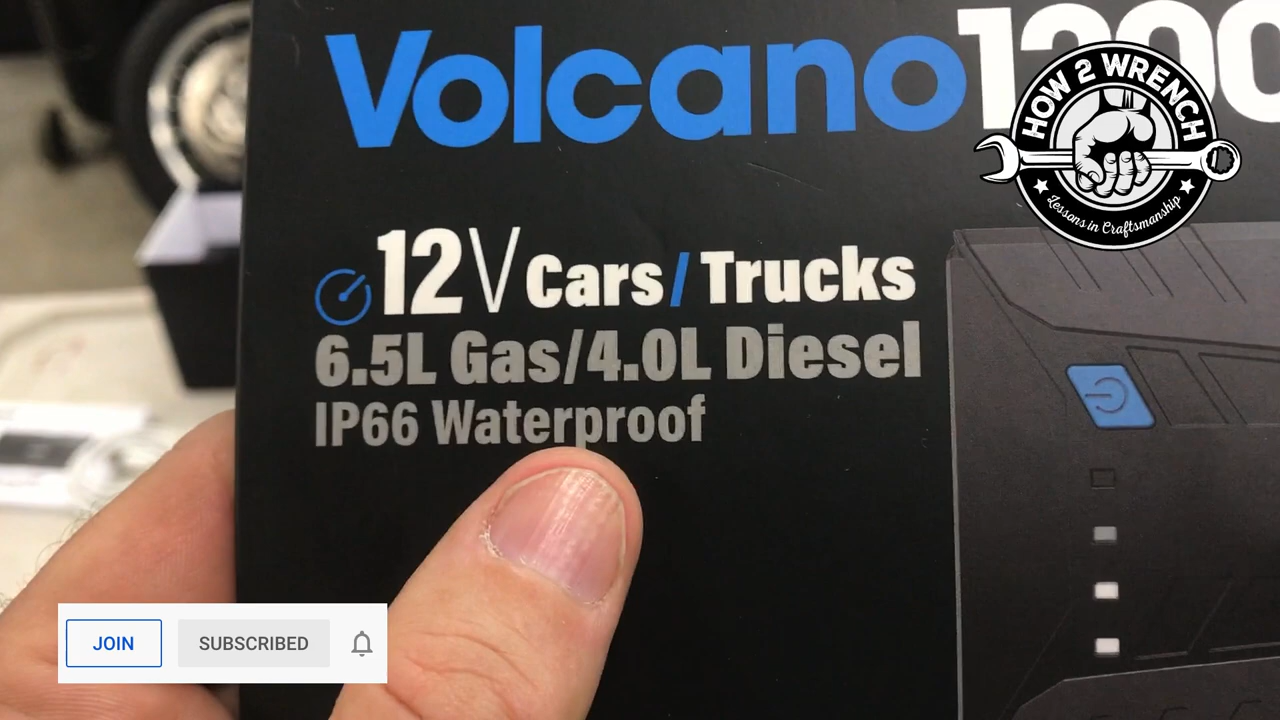 Volcano1200
HOW 2 WRENCH
Lessons in Craftsmanship
12V Cars/Trucks
6.5L Gas/4.0L Diesel
IP66 Waterproof
JOIN SUBSCRIBED